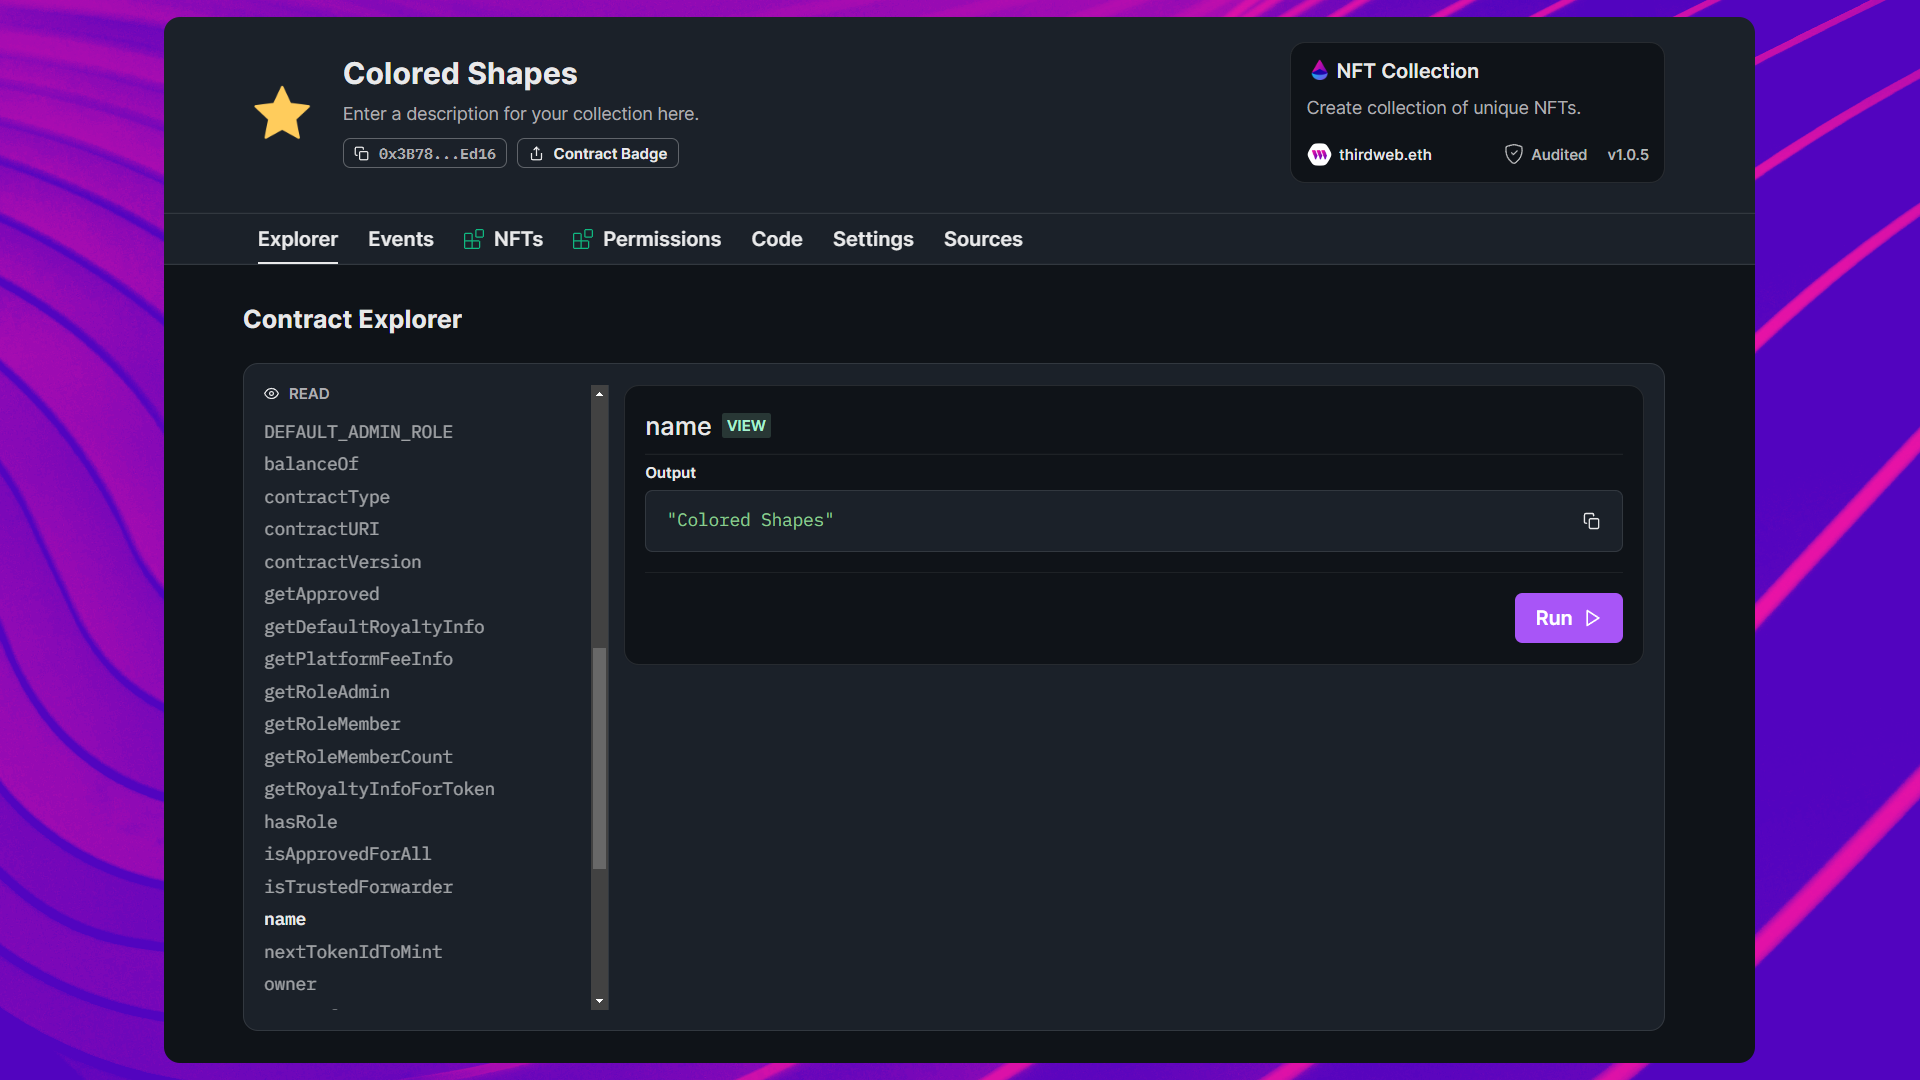 Colored Shapes
Enter a description for your collection here.
0x3B78...Ed16
Contract Badge
NFT Collection
Create collection of unique NFTs.
thirdweb.eth
Audited
v1.0.5
Explorer
Events
NFTs
Permissions
Code
Settings
Sources
Contract Explorer
READ
DEFAULT_ADMIN_ROLE
balanceOf
contractType
contractURI
contractVersion
getApproved
getDefaultRoyaltyInfo
getPlatformFeeInfo
getRoleAdmin
getRoleMember
getRoleMemberCount
getRoyaltyInfoForToken
hasRole
isApprovedForAll
isTrustedForwarder
name
nextTokenIdToMint
owner
name VIEW
Output
"Colored Shapes"
Run